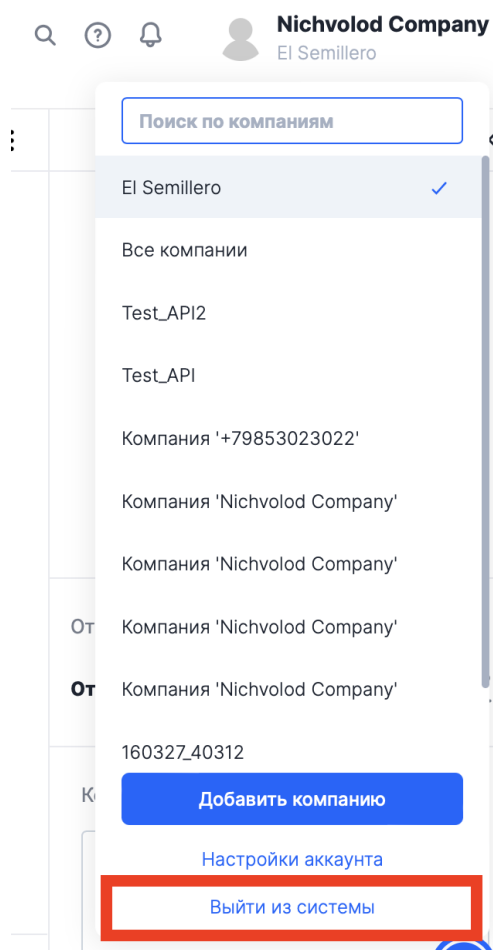 Nichvolod Company
El Semillero
Поиск по компаниям
El Semillero
Все компании
Test_API2
Test_API
Компания '+79853023022'
Компания 'Nichvolod Company'
Компания 'Nichvolod Company'
От
Компания 'Nichvolod Company'
От
Компания 'Nichvolod Company'
160327_40312
Добавить компанию
Настройки аккаунта
Выйти из системы